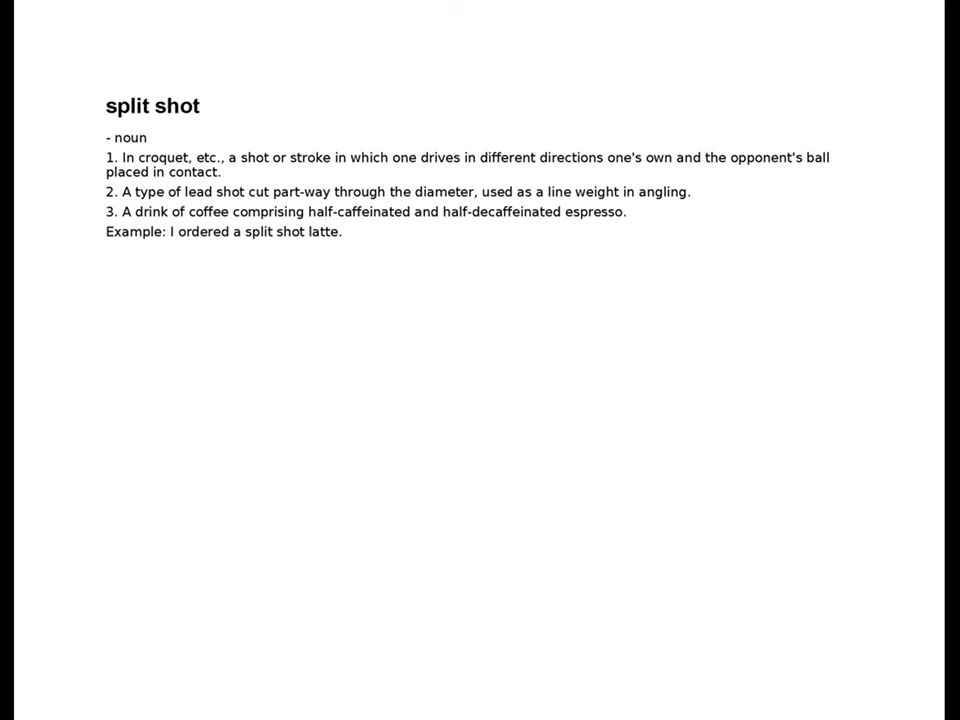 split shot
- noun
1. In croquet, etc., a shot or stroke in which one drives in different directions one's own and the opponent's ball
placed in contact.
2. A type of lead shot cut part-way through the diameter, used as a line weight in angling.
3. A drink of coffee comprising half-caffeinated and half-decaffeinated espresso.
Example: I ordered a split shot latte.